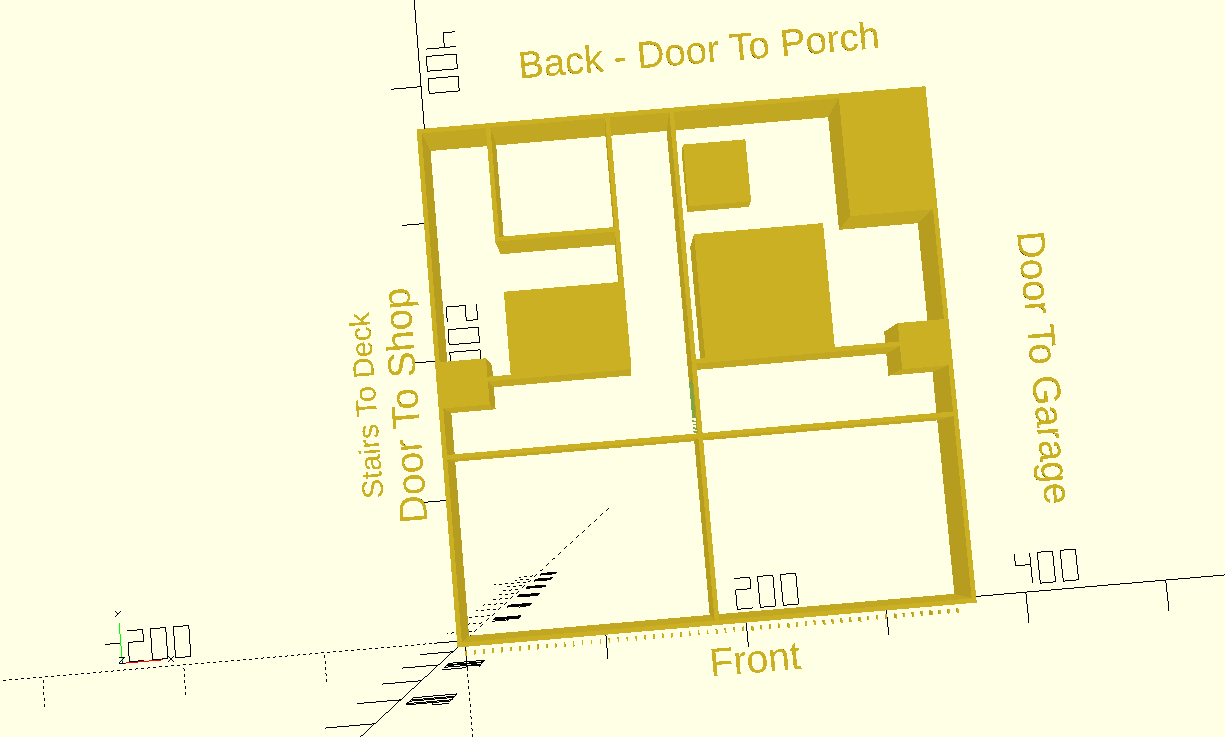 400
Back - Door To Porch
Stairs To Deck
Door To Shop
200
Door To Garage
200
400
Front
200
Y
Z
X